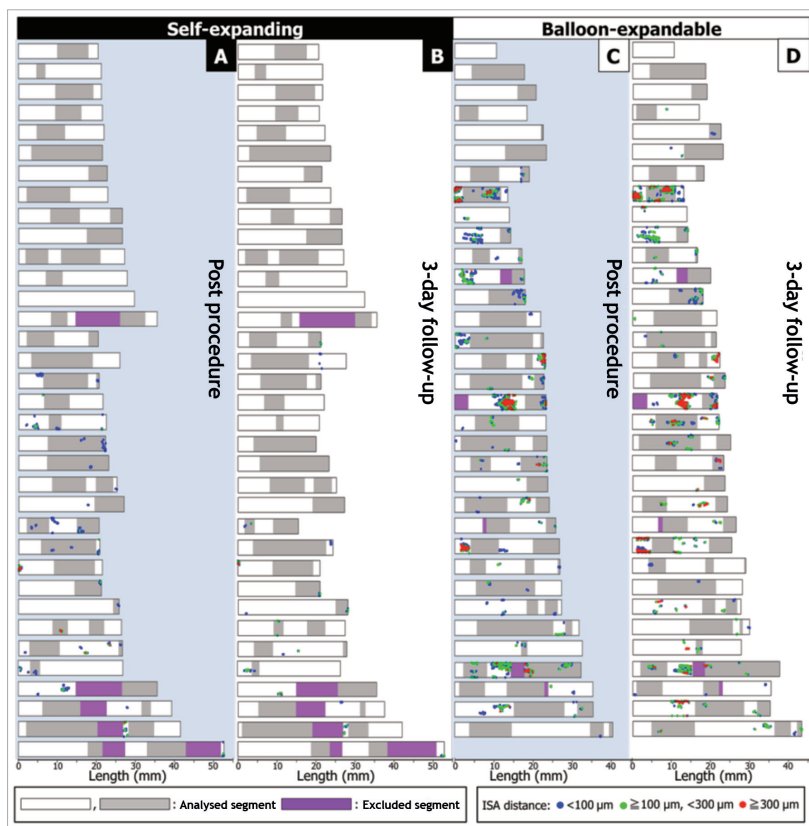 Self-expanding
Balloon-expandable
A
B
C
D
Post procedure
3-day follow-up
Post procedure
3-day follow-up
0 10 20 30 40 50
Length (mm)
0 10 20 30 40 50
Length (mm)
0 10 20 30 40
Length (mm)
0 10 20 30 40
Length (mm)
, : Analysed segment : Excluded segment
ISA distance: <100 μm ≧100 μm, <300 μm ≧300 μm